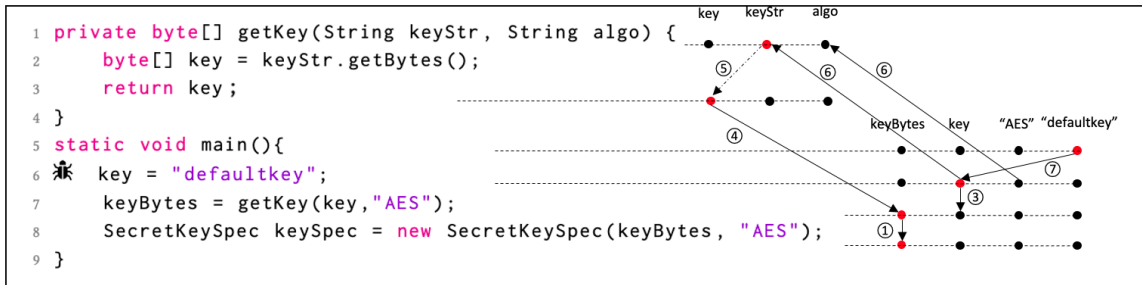 key keyStr algo
1 private byte[] getKey(String keyStr, String algo) {
2 byte[] key = keyStr.getBytes();
3 return key;
4 }
5 static void main(){
6 key = "defaultkey";
7 keyBytes = getKey(key,"AES");
8 SecretKeySpec keySpec = new SecretKeySpec(keyBytes, "AES");
9 }
⑤ ⑥ ⑥
④
keyBytes key “AES” “defaultkey”
⑦
③
①